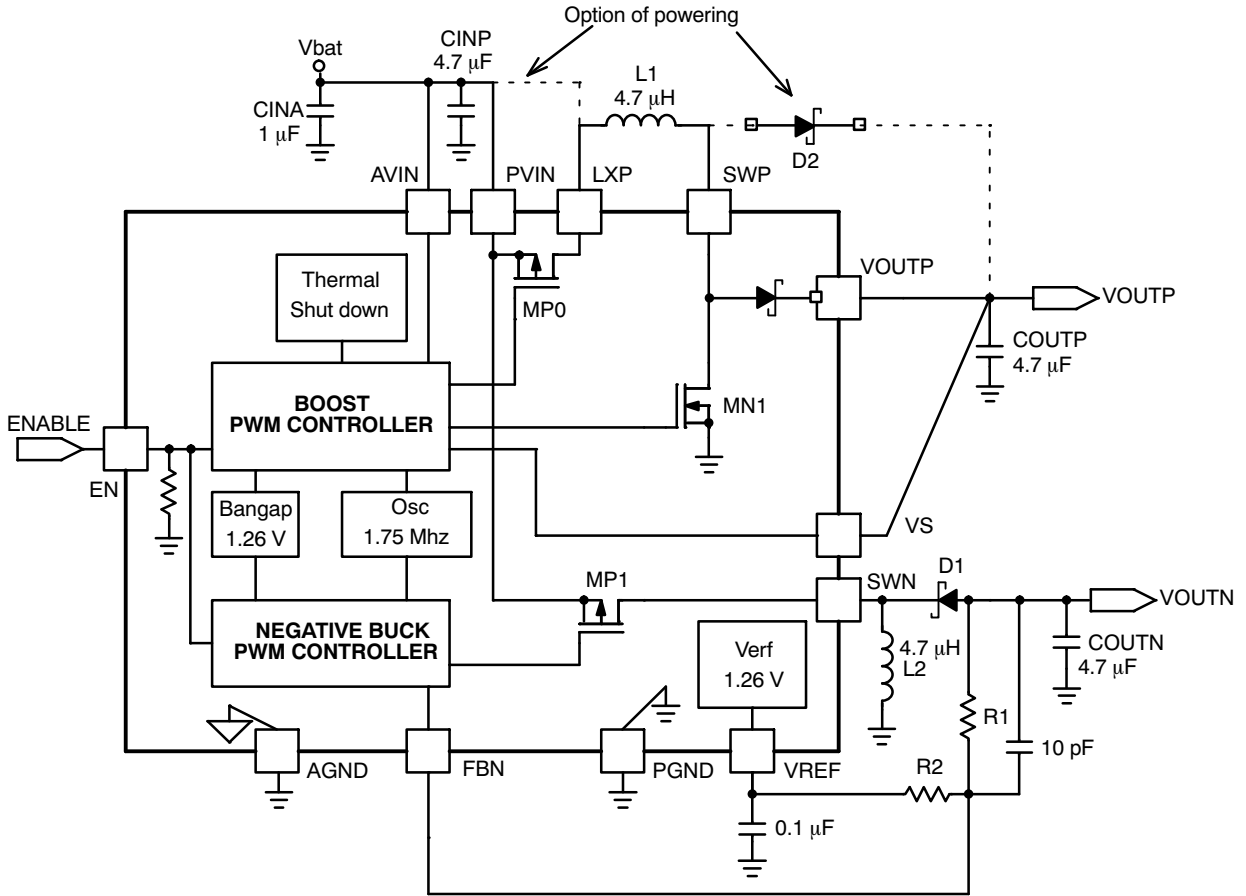 Option of powering
Vbat
CINP
4.7 µF
CINA
1 µF
L1
4.7 µH
D2
AVIN
PVIN
LXP
SWP
Thermal
Shut down
MP0
VOUTP
VOUTP
COUTP
4.7 µF
BOOST
PWM CONTROLLER
MN1
ENABLE
EN
Bangap
1.26 V
Osc
1.75 Mhz
VS
MP1
SWN
D1
VOUTN
NEGATIVE BUCK
PWM CONTROLLER
Verf
1.26 V
4.7 µH
L2
COUTN
4.7 µF
R1
10 pF
AGND
FBN
PGND
VREF
R2
0.1 µF